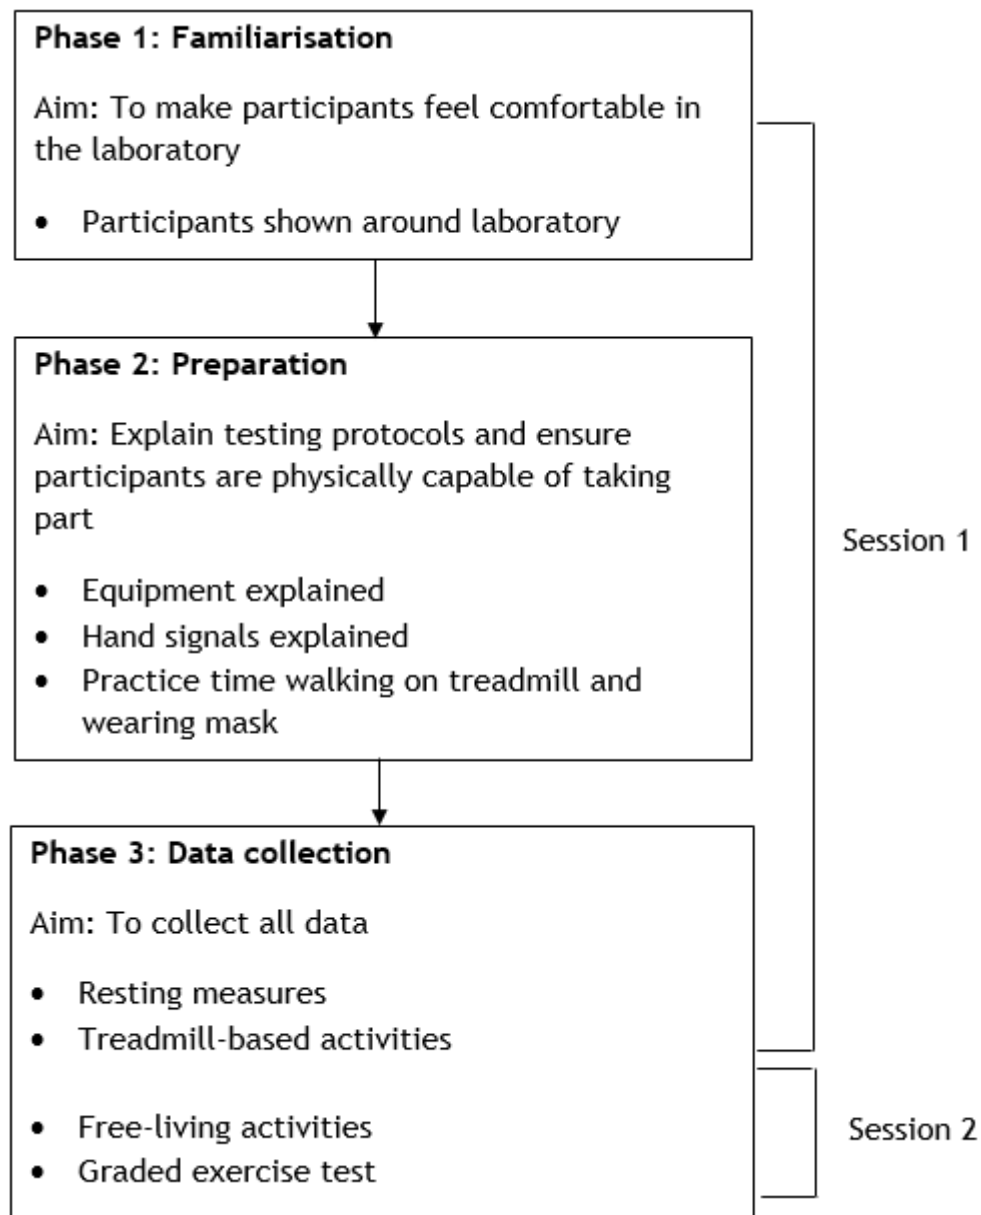 Phase 1: Familiarisation
Aim: To make participants feel comfortable in
the laboratory
• Participants shown around laboratory
Phase 2: Preparation
Aim: Explain testing protocols and ensure
participants are physically capable of taking
part
Session 1
• Equipment explained
• Hand signals explained
• Practice time walking on treadmill and
wearing mask
Phase 3: Data collection
Aim: To collect all data
• Resting measures
• Treadmill-based activities
• Free-living activities
Session 2
• Graded exercise test